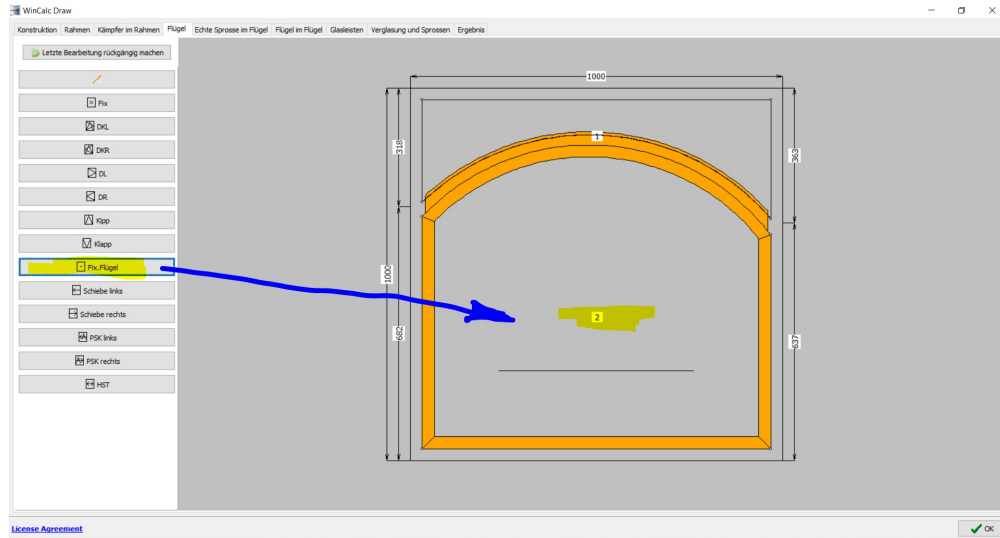 WinCalc Draw
Konstruktion Rahmen Kämpfer im Rahmen Flügel Echte Sprosse im Flügel Flügel im Flügel Glasleisten Verglasung und Sprossen Ergebnis
Letzte Bearbeitung rückgängig machen
Fix
DKL
DKR
DL
DR
Kipp
Klapp
Fix.Flügel
Schiebe links
Schiebe rechts
PSK links
PSK rechts
HST
1000
318
1
363
1000
2
682
637
License Agreement
OK